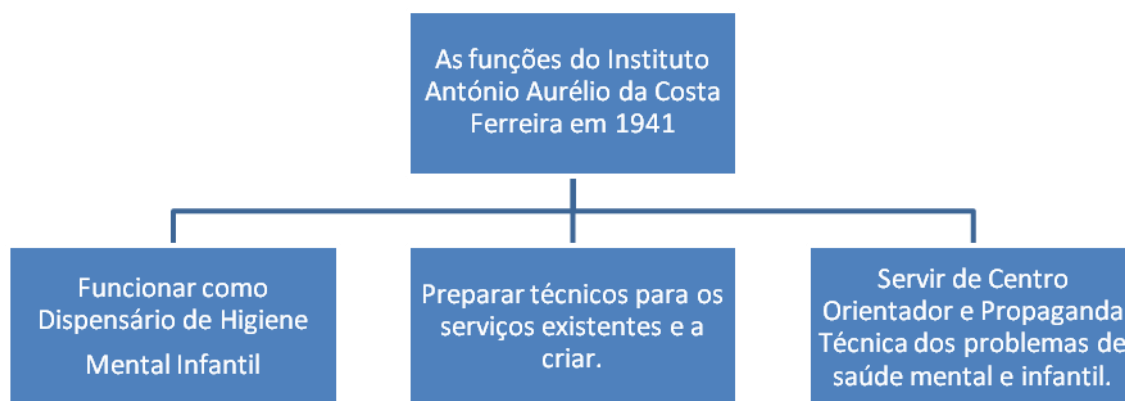 As funções do Instituto
António Aurélio da Costa
Ferreira em 1941
Funcionar como
Dispensário de Higiene
Mental Infantil
Preparar técnicos para os
serviços existentes e a
criar.
Servir de Centro
Orientador e Propaganda
Técnica dos problemas de
saúde mental e infantil.